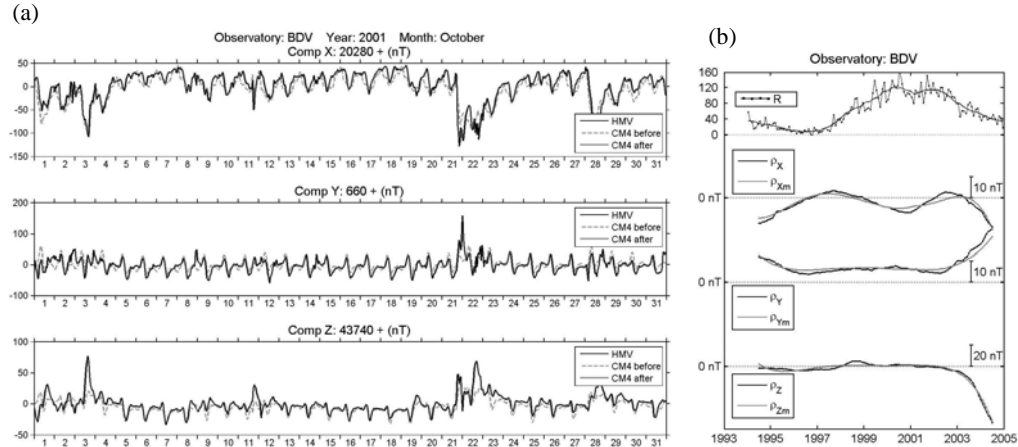 (a)
Observatory: BDV Year: 2001 Month: October
Comp X: 20280 + (nT)
50
0
-50
-100
-150
HMV
CM4 before
CM4 after
1 2 3 4 5 6 7 8 9 10 11 12 13 14 15 16 17 18 19 20 21 22 23 24 25 26 27 28 29 30 31
Comp Y: 660 + (nT)
200
100
0
-100
HMV
CM4 before
CM4 after
1 2 3 4 5 6 7 8 9 10 11 12 13 14 15 16 17 18 19 20 21 22 23 24 25 26 27 28 29 30 31
Comp Z: 43740 + (nT)
100
50
0
-50
HMV
CM4 before
CM4 after
1 2 3 4 5 6 7 8 9 10 11 12 13 14 15 16 17 18 19 20 21 22 23 24 25 26 27 28 29 30 31
(b)
Observatory: BDV
160
120
80
40
0
R
ρX
ρXm
10 nT
0 nT
10 nT
0 nT
ρY
ρYm
20 nT
0 nT
ρZ
ρZm
1993 1995 1997 1999 2001 2003 2005